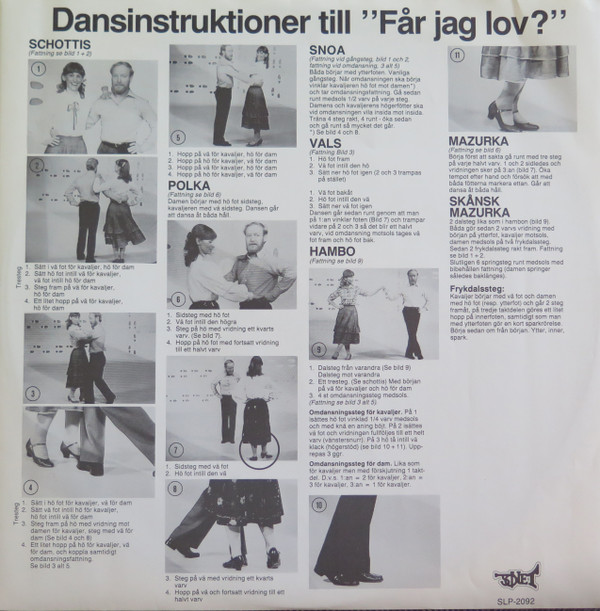 Dansinstruktioner till "Får jag lov?"
SCHOTTIS
(Fattning se bild 1 + 2)
1
2
Tresteg
1. Sätt i vä fot för kavaljer, hö för dam
2. Sätt hö fot intill vä för kavaljer,
vä fot intill hö för dam
3. Steg fram på vä för kavaljer,
hö för dam
4. Ett litet hopp på vä för kavaljer,
hö för dam
3
4
Tresteg
1. Sätt i hö fot för kavaljer, vä för dam
2. Sätt vä fot intill hö för kavaljer,
hö fot intill vä för dam
3. Steg fram på hö med vridning mot
damen för kavaljer, steg med vä för
dam (Se bild 4 och 8)
4. Ett litet hopp på hö för kavaljer, vä
för dam, och koppla samtidigt
omdansningsfattning.
Se bild 3 alt 5
5
1. Hopp på vä för kavaljer, hö för dam
2. Hopp på hö för kavaljer, vä för dam
3. Hopp på vä för kavaljer, hö för dam
4. Hopp på hö för kavaljer, vä för dam
POLKA
(Fattning se bild 6)
Damen börjar med hö fot sidsteg,
kavaljeren med vä sidsteg. Dansen går
att dansa åt båda håll.
6
1. Sidsteg med hö fot
2. Vä fot intill den högra
3. Steg på hö med vridning ett kvarts
varv. (Se bild 7)
4. Hopp på hö fot med fortsatt vridning
till ett halvt varv
7
1. Sidsteg med vä fot
2. Hö fot intill den vä
8
3. Steg på vä med vridning ett kvarts
varv
4. Hopp på vä och fortsatt vridning till ett
halvt varv
SNOA
(Fattning vid gångsteg, bild 1 och 2,
fattning vid omdansning, 3 alt 5)
Båda börjar med ytterfoten. Vanliga
gångsteg. När omdansningen ska börja
vinklar kavaljeren hö fot mot damen*)
och tar omdansningsfattning. Gå sedan
runt medsols 1/2 varv på varje steg.
Damens och kavaljerens högerfötter ska
vid omdansningen vila insida mot insida.
Träna 4 steg rakt, 4 runt - öka sedan
och gå runt så mycket det går.
*) Se bild 4 och 8.
VALS
(Fattning Bild 3)
1. Hö fot fram
2. Vä fot intill den hö
3. Sätt ner hö fot igen (2 och 3 trampas
på stället)
1. Vä fot bakåt
2. Hö fot intill den vä
3. Sätt ner vä fot igen
Dansen går sedan runt genom att man
på 1:an vinklar foten (Bild 7) och trampar
vidare på 2 och 3 så det blir ett halvt
varv, vid omdansning motsols tages vä
fot fram och hö fot bak.
HAMBO
(Fattning se bild 9)
9
1. Dalsteg från varandra (Se bild 9)
Dalsteg mot varandra
2. Ett tresteg. (Se schottis) Med början
på vä för kavaljer och hö för dam
3. 4 st omdansningssteg medsols.
(Fattning se bild 3 alt 5)
Omdansningssteg för kavaljer. På 1
isättes hö fot vinklad 1/4 varv medsols
och med knä en aning böjt. På 2 isättes
vä fot och vridningen fullföljes till ett helt
varv (vänstersnurr). På 3 tå intill vä
klack (högerstöd) (se bild 10 + 11). Upp-
repas 3 ggr.
Omdansningssteg för dam. Lika som
för kavaljer men med förskjutning 1 takt-
del. D.v.s. 1:an = 2 för kavaljer, 2:an =
3 för kavaljer, 3:an = 1 för kavaljer.
10
11
MAZURKA
(Fattning se bild 6)
Börja först att sakta gå runt med tre steg
på varje halvt varv. 1 och 2 sidledes och
vridningen sker på 3:an (bild 7). Öka
tempot efter hand och försök att med
båda fötterna markera ettan. Går att
dansa åt båda håll.
SKÅNSK
MAZURKA
2 dalsteg lika som i hambon (bild 9).
Båda gör sedan 2 varvs vridning med
början på ytterfot, kavaljer motsols,
damen medsols på två frykdalssteg.
Sedan 2 frykdalssteg rakt fram. Fattning
se bild 1 + 2.
Slutligen 6 springsteg runt medsols med
bibehållen fattning (damen springer
således baklänges).
Frykdalssteg:
Kavaljer börjar med vä fot och damen
med hö fot (resp. ytterfot) och går 2 steg
framåt, på tredje taktdelen göres ett litet
hopp på innerfoten, samtidigt som man
med ytterfoten gör en kort sparkrörelse.
Börja sedan om från början. Ytter, inner,
spark.
SLP-2092